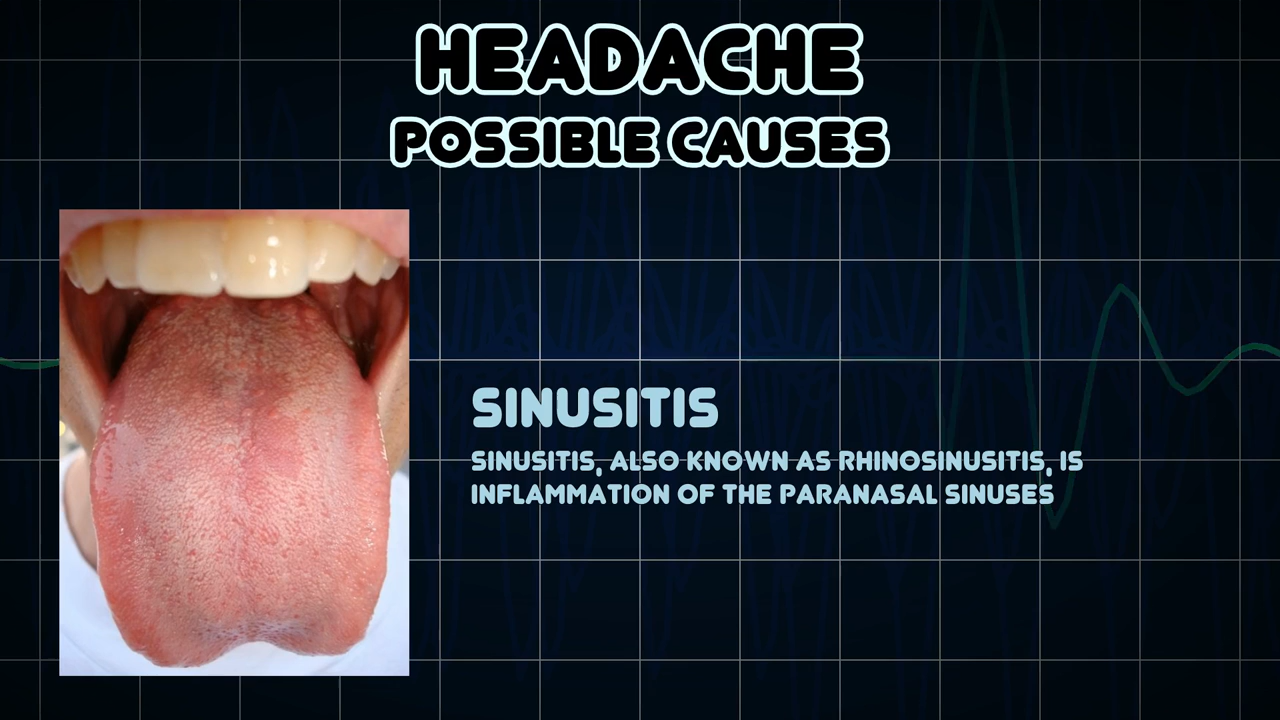 HEADACHE
POSSIBLE CAUSES
SINUSITIS
SINUSITIS, ALSO KNOWN AS RHINOSINUSITIS, IS
INFLAMMATION OF THE PARANASAL SINUSES